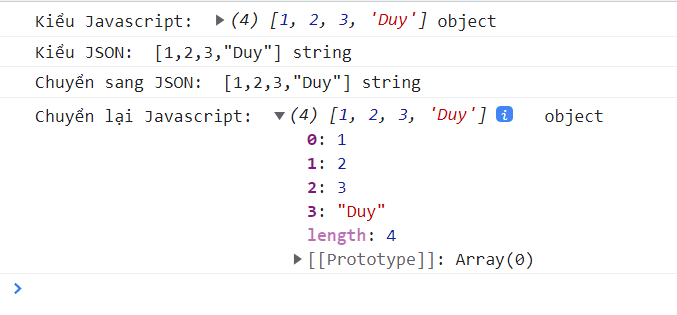 Kiểu Javascript: ▶(4) [1, 2, 3, 'Duy'] object
Kiểu JSON: [1,2,3,"Duy"] string
Chuyển sang JSON: [1,2,3,"Duy"] string
Chuyển lại Javascript: ▼(4) [1, 2, 3, 'Duy'] i object
0: 1
1: 2
2: 3
3: "Duy"
length: 4
▶[[Prototype]]: Array(0)
>